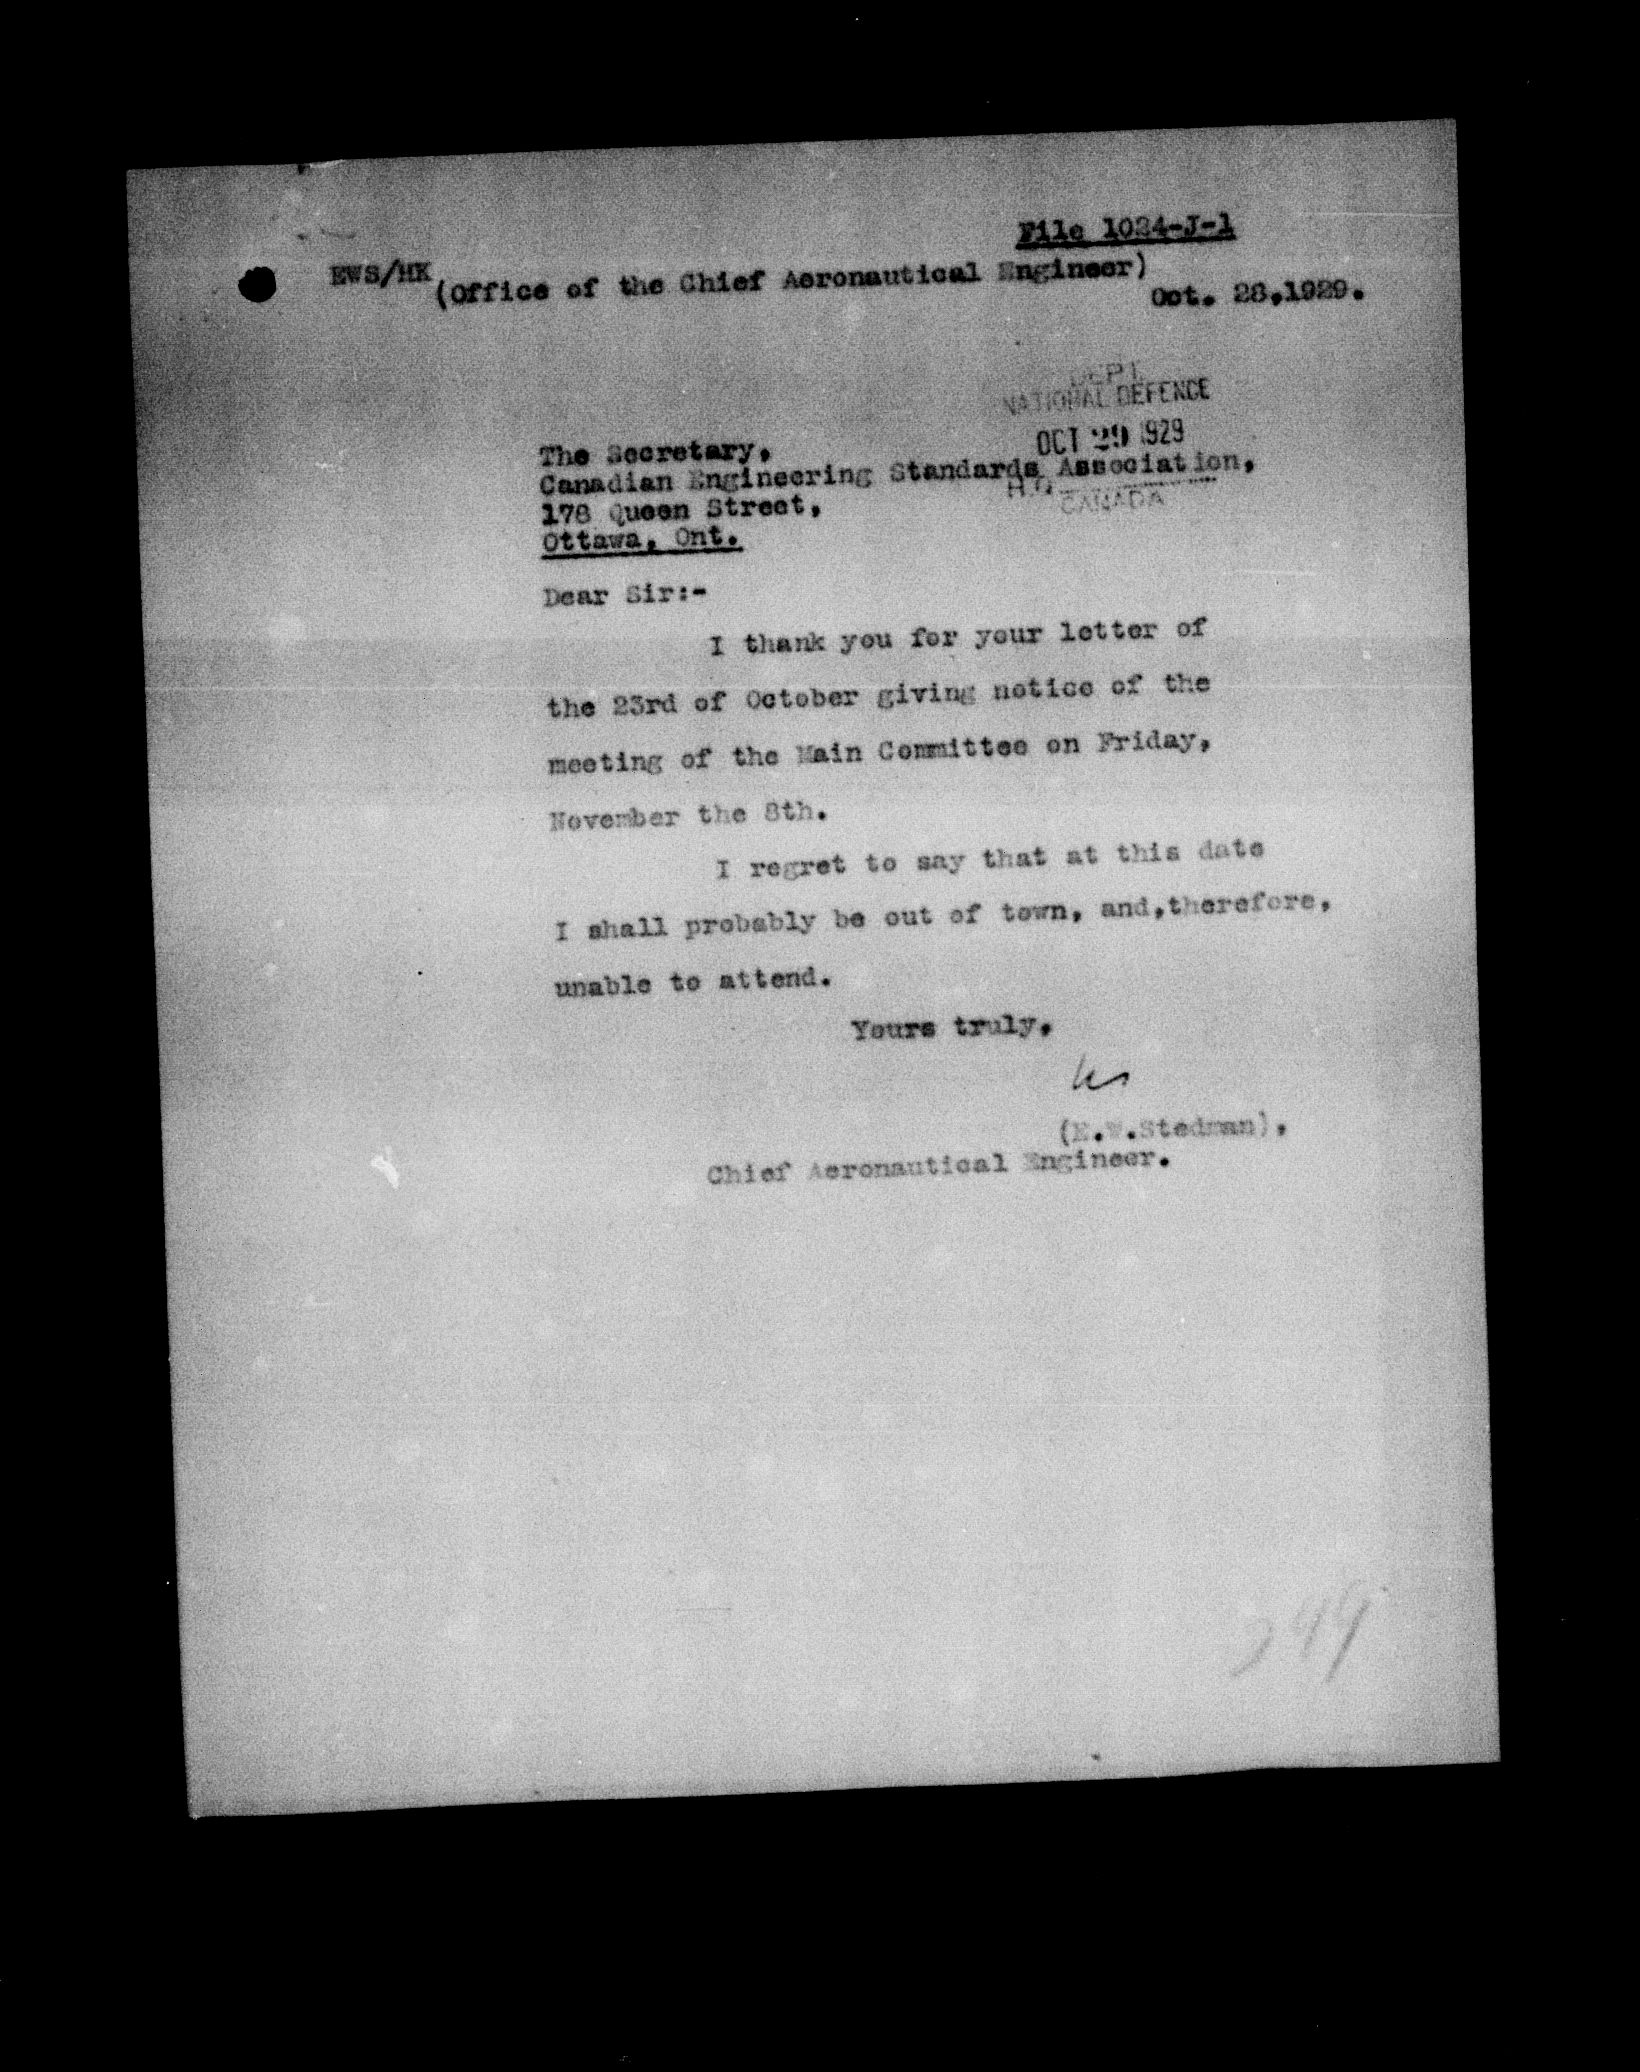 File 1024-J-1
EWS/HK
(Office of the Chief Aeronautical Engineer)
Oct. 28,1929.
DEPT.
NATIONAL DEFENCE
OCT 29 1929
H.Q.
CANADA
The Secretary,
Canadian Engineering Standards Association,
178 Queen Street,
Ottawa, Ont.
Dear Sir:-
I thank you for your letter of
the 23rd of October giving notice of the
meeting of the Main Committee on Friday,
November the 8th.
I regret to say that at this date
I shall probably be out of town, and,therefore,
unable to attend.
Yours truly,
(E.W.Stedman),
Chief Aeronautical Engineer.